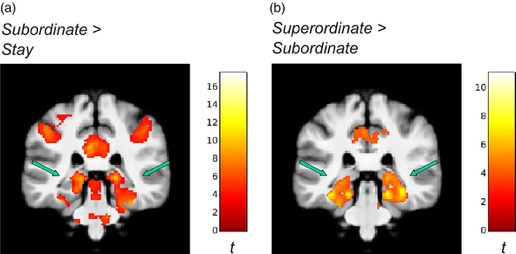 (a)
Subordinate >
Stay
16
14
12
10
8
6
4
2
0
t
(b)
Superordinate >
Subordinate
10
8
6
4
2
0
t